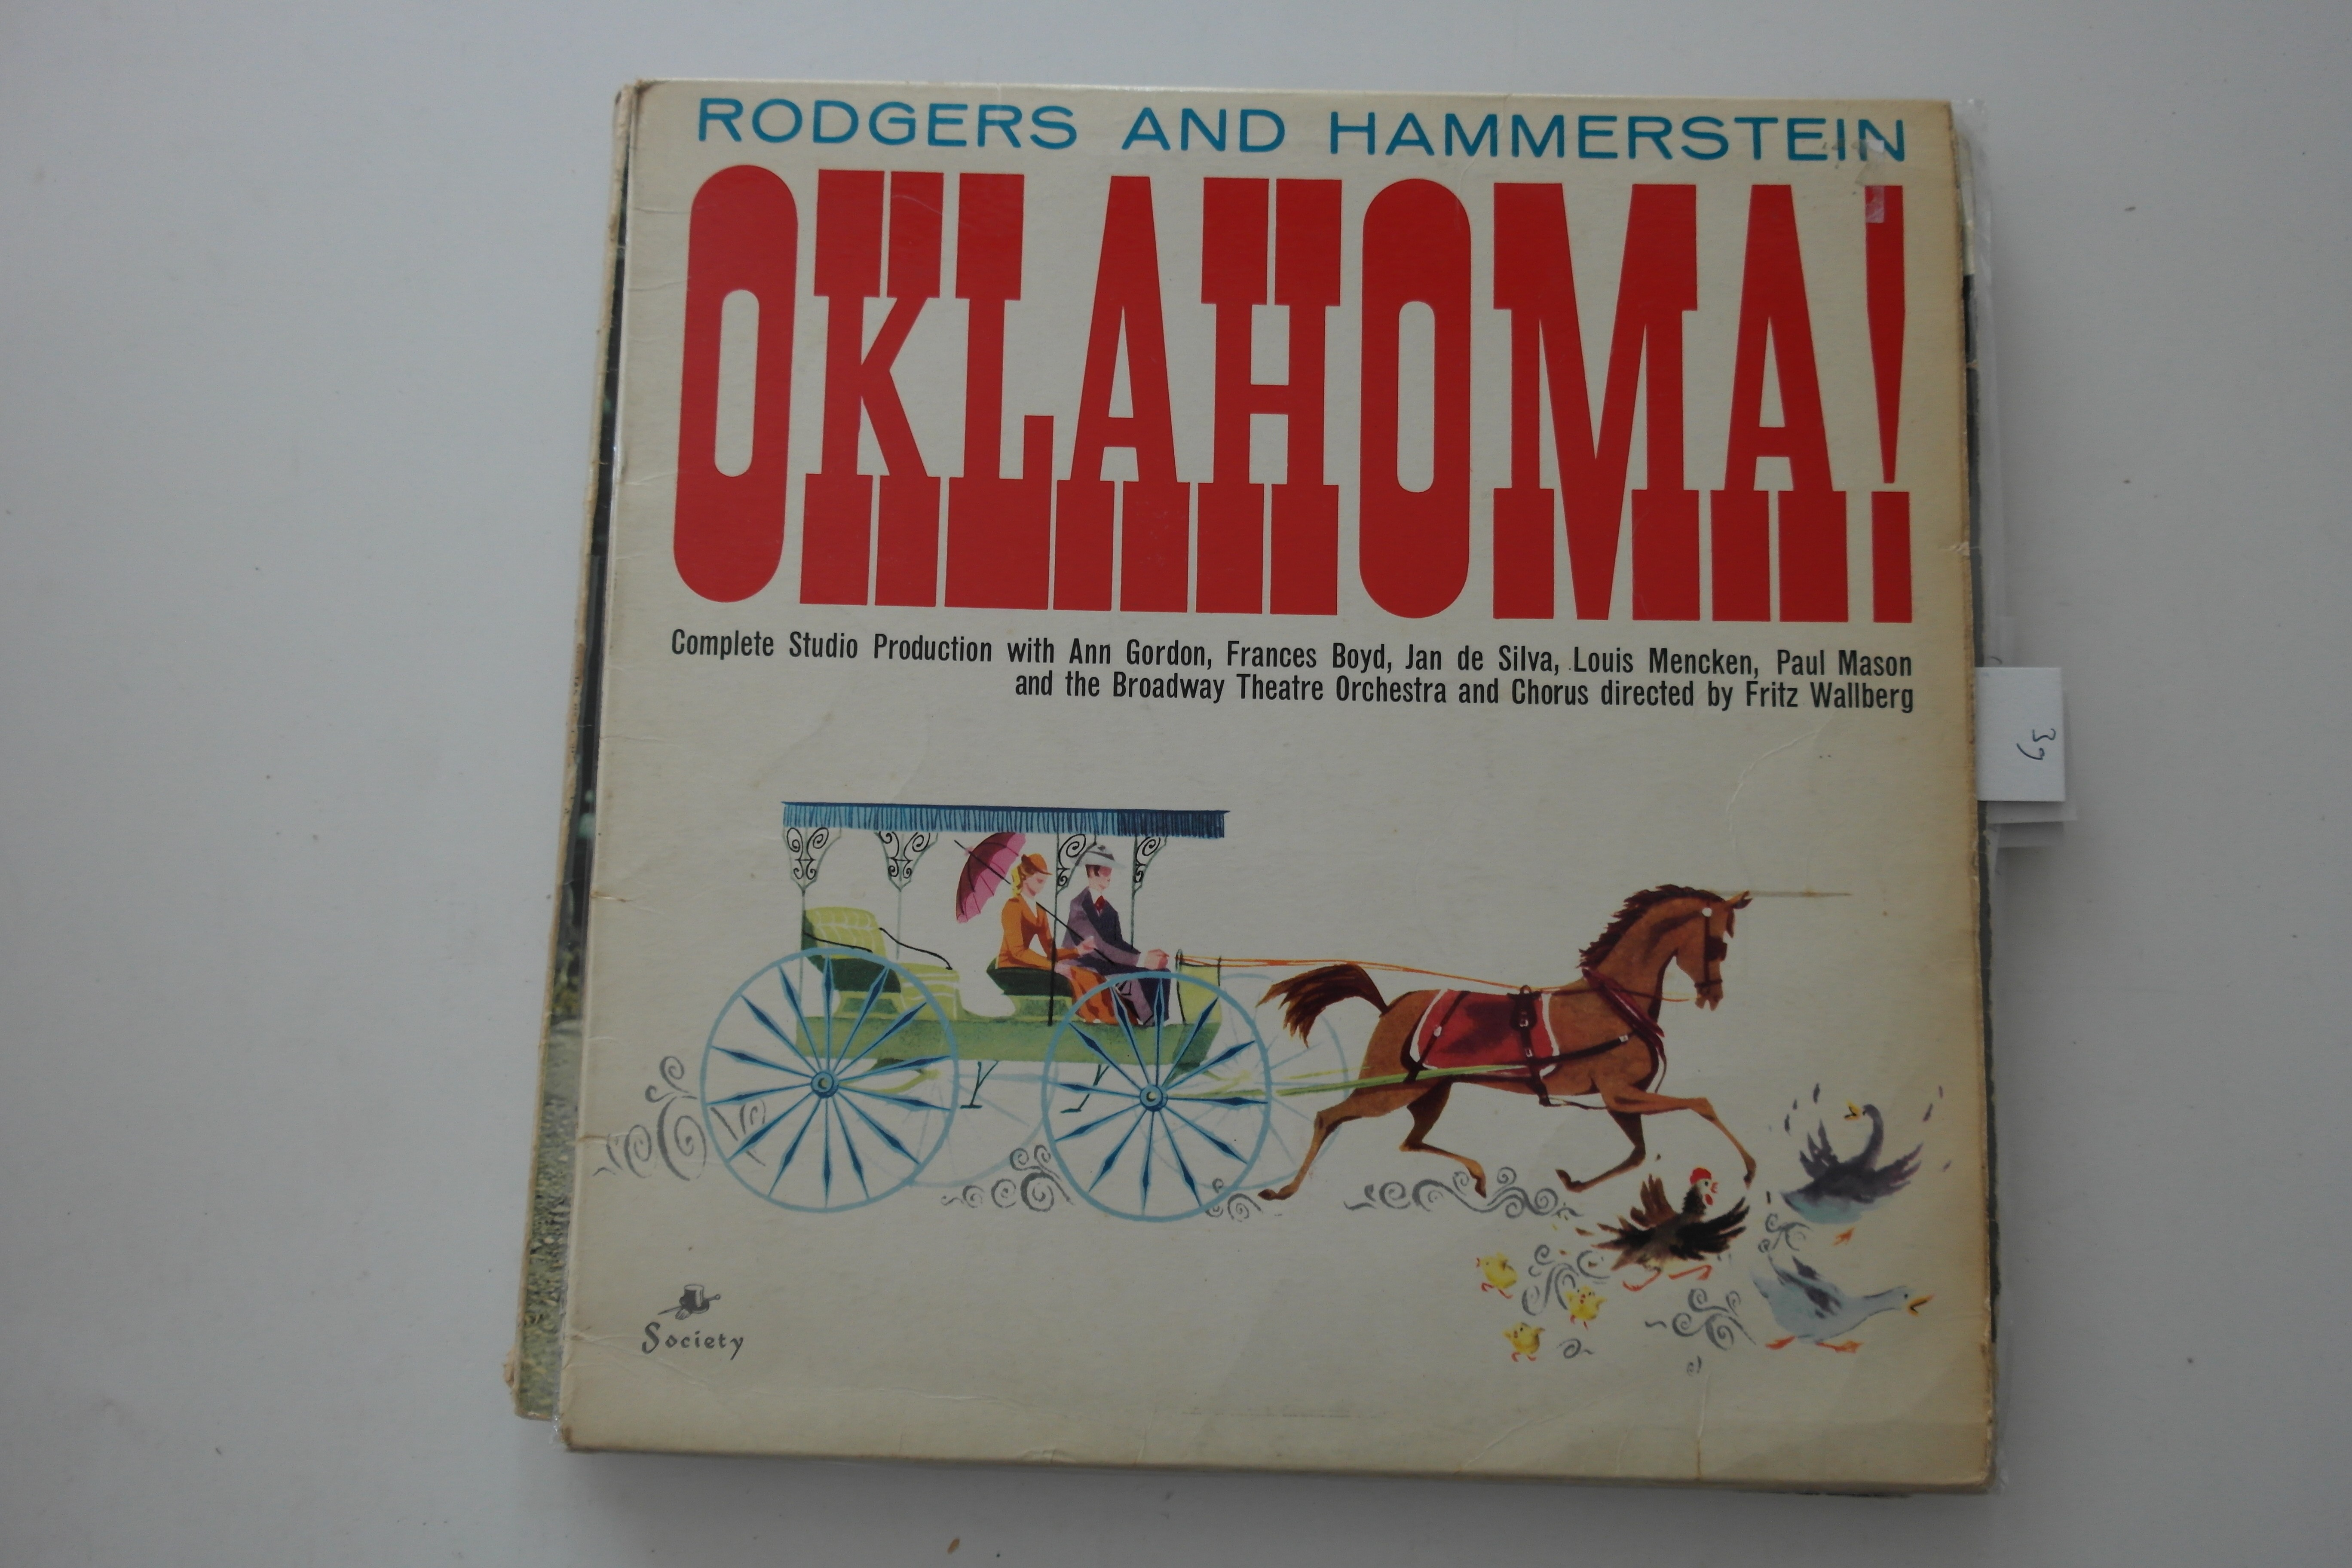 RODGERS AND HAMMERSTEIN
OKLAHOMA!
Complete Studio Production with Ann Gordon, Frances Boyd, Jan de Silva, Louis Mencken, Paul Mason
and the Broadway Theatre Orchestra and Chorus directed by Fritz Wallberg
Society